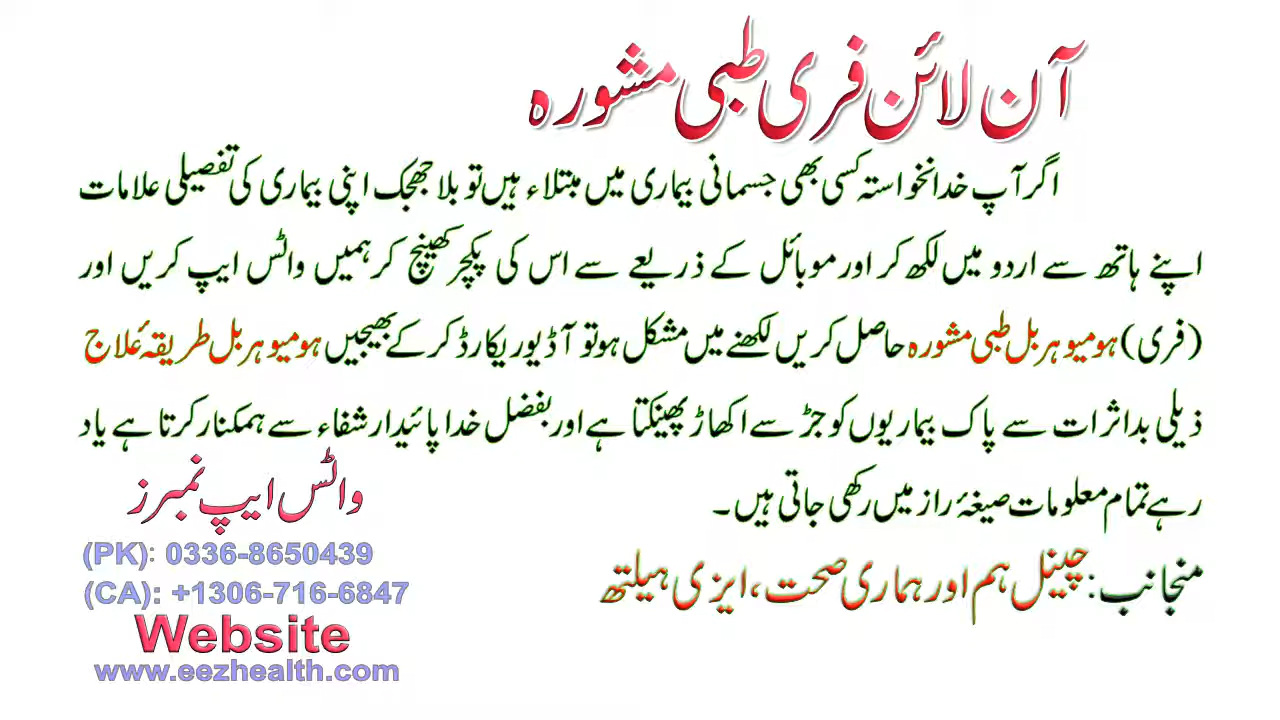 آن لائن فری طبی مشورہ
اگر آپ خدانخواستہ کسی بھی جسمانی بیماری میں مبتلاء ہیں تو بلا جھجک اپنی بیماری کی تفصیلی علامات
اپنے ہاتھ سے اردو میں لکھ کر اور موبائل کے ذریعے سے اس کی پکچر کھینچ کر ہمیں واٹس ایپ کریں اور
(فری) ہومیو ہربل طبی مشورہ حاصل کریں لکھنے میں مشکل ہو تو آڈیو ریکارڈ کر کے بھیجیں ہومیو ہربل طریقہ علاج
ذیلی بداثرات سے پاک بیماریوں کو جڑ سے اکھاڑ پھینکتا ہے اور بفضل خدا پائیدار شفاء سے ہمکنار کرتا ہے یاد
رہے تمام معلومات صیغۂ راز میں رکھی جاتی ہیں۔
منجانب: چینل ہم اور ہماری صحت، ایزی ہیلتھ
واٹس ایپ نمبرز
(PK): 0336-8650439
(CA): +1306-716-6847
Website
www.eezhealth.com